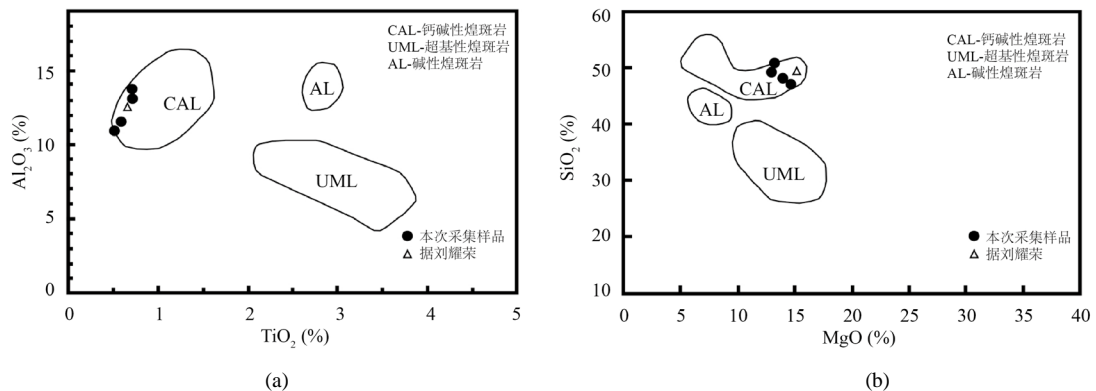 CAL-钙碱性煌斑岩
UML-超基性煌斑岩
AL-碱性煌斑岩
15
10
5
0
Al2O3 (%)
CAL
AL
UML
本次采集样品
据刘耀荣
0 1 2 3 4 5
TiO2 (%)
(a)
60
50
40
30
20
10
SiO2 (%)
CAL-钙碱性煌斑岩
UML-超基性煌斑岩
AL-碱性煌斑岩
CAL
AL
UML
本次采集样品
据刘耀荣
0 5 10 15 20 25 30 35 40
MgO (%)
(b)